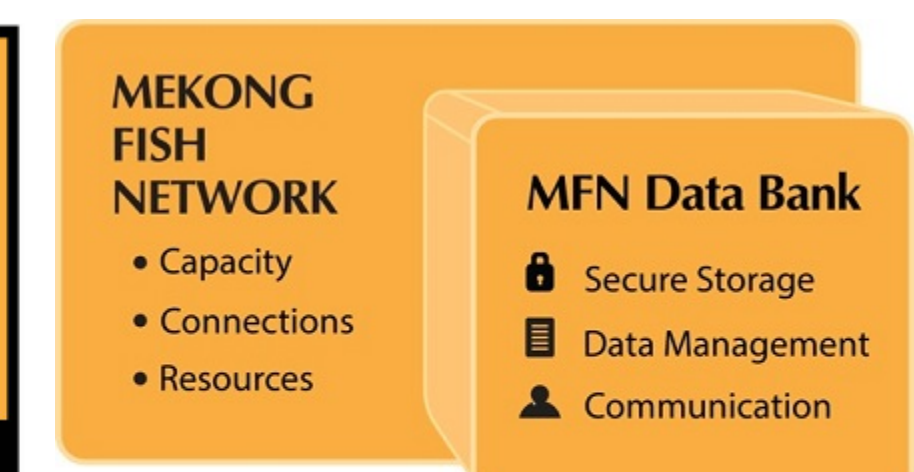 MEKONG
FISH
NETWORK
• Capacity
• Connections
• Resources
MFN Data Bank
Secure Storage
Data Management
Communication